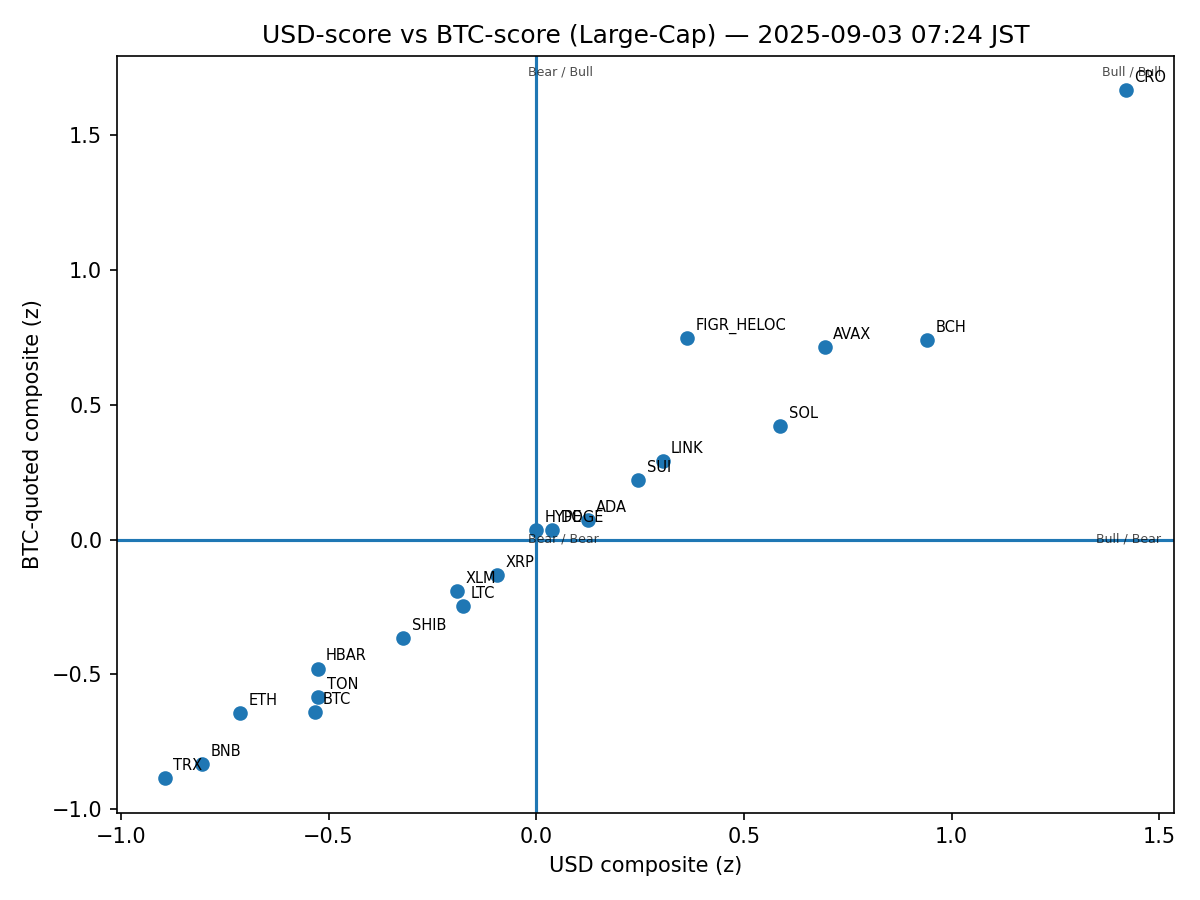 USD-score vs BTC-score (Large-Cap) — 2025-09-03 07:24 JST
Bear / Bull
Bull / Bull
CRO
1.5
1.0
FIGR_HELOC
AVAX
BCH
0.5
SOL
LINK
SUI
ADA
HYPE
DOGE
0.0
Bear / Bear
Bull / Bear
XRP
XLM
LTC
SHIB
HBAR
−0.5
TON
BTC
ETH
BNB
TRX
−1.0
−1.0
−0.5
0.0
0.5
1.0
1.5
USD composite (z)
BTC-quoted composite (z)